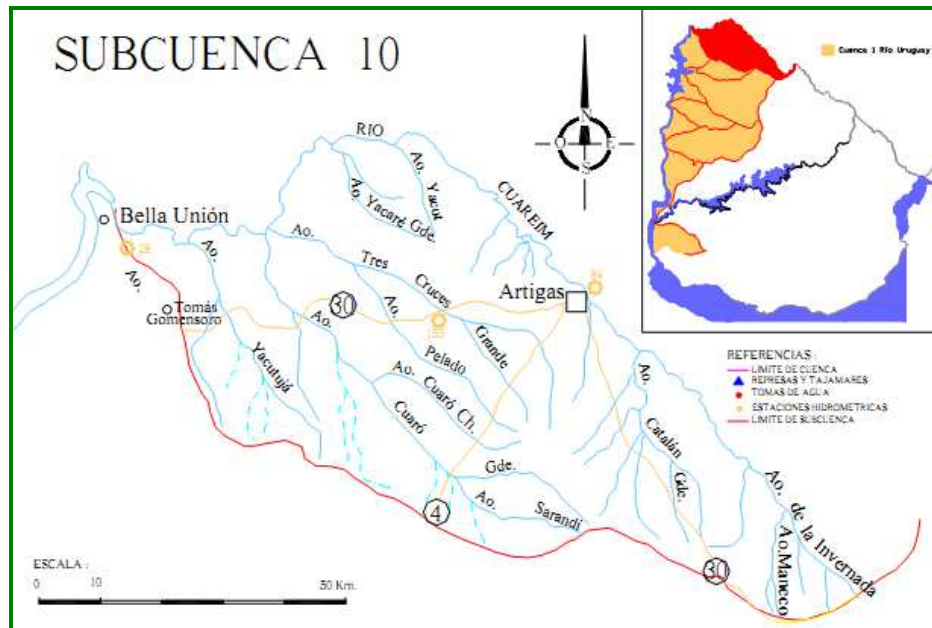 SUBCUENCA 10
Cuenca 1 Río Uruguay
N
O E
S
RIO
CUAREIM
Ao. Yacot
Ao. Yacaré Gde.
Bella Unión
Ao.
Tomás
Gomensoro
Ao. Yacutujá
Ao. Tres Cruces Grande
Artigas
30
Ao. Pelado
Ao. Cuaró Ch.
Ao. Cuaró Gde.
Ao. Sarandí
4
Ao. Catalán Gde.
30
Ao. de la Invernada
Ao. Maneco
REFERENCIAS :
LIMITE DE CUENCA
REPRESAS Y TAJAMARES
TOMAS DE AGUA
ESTACIONES HIDROMETRICAS
LIMITE DE SUBCUENCA
ESCALA :
0 10 50 Km.